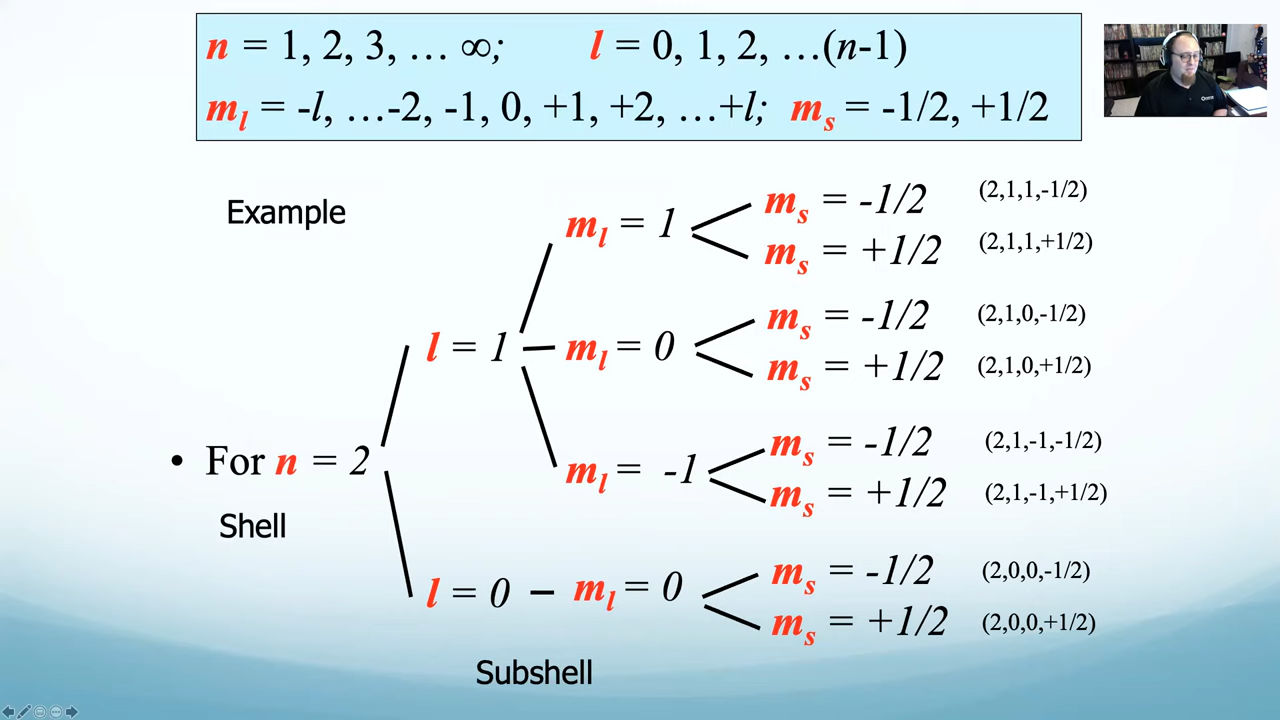 n = 1, 2, 3, … ∞; l = 0, 1, 2, …(n-1)
mₗ = -l, …-2, -1, 0, +1, +2, …+l; mₛ = -1/2, +1/2
Example
mₗ = 1
mₛ = -1/2 (2,1,1,-1/2)
mₛ = +1/2 (2,1,1,+1/2)
l = 1
mₗ = 0
mₛ = -1/2 (2,1,0,-1/2)
mₛ = +1/2 (2,1,0,+1/2)
• For n = 2
mₗ = -1
mₛ = -1/2 (2,1,-1,-1/2)
mₛ = +1/2 (2,1,-1,+1/2)
Shell
l = 0 – mₗ = 0
mₛ = -1/2 (2,0,0,-1/2)
mₛ = +1/2 (2,0,0,+1/2)
Subshell